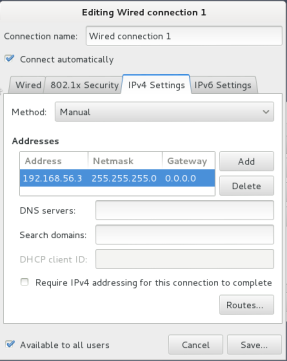 Editing Wired connection 1
Connection name: Wired connection 1
Connect automatically
Wired 802.1x Security IPv4 Settings IPv6 Settings
Method: Manual
Addresses
Address Netmask Gateway Add
192.168.56.3 255.255.255.0 0.0.0.0 Delete
DNS servers:
Search domains:
DHCP client ID:
Require IPv4 addressing for this connection to complete
Routes...
Available to all users Cancel Save...